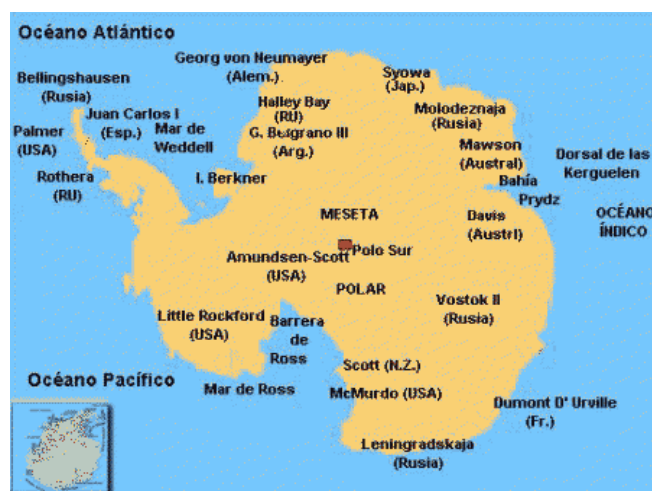 Océano Atlántico
Georg von Neumayer
(Alem.)
Syowa
(Jap.)
Bellingshausen
(Rusia)
Halley Bay
(RU)
Molodeznaja
(Rusia)
Juan Carlos I
(Esp.)
Palmer
(USA)
Mar de
Weddell
G. Belgrano III
(Arg.)
Mawson
(Austral)
Dorsal de las
Kerguelen
Rothera
(RU)
I. Berkner
Bahía
Prydz
MESETA
Davis
(Austrl)
OCÉANO
ÍNDICO
Polo Sur
Amundsen-Scott
(USA)
POLAR
Vostok II
(Rusia)
Little Rockford
(USA)
Barrera
de
Ross
Scott (N.Z.)
Océano Pacífico
Mar de Ross
McMurdo (USA)
Dumont D' Urville
(Fr.)
Leningradskaja
(Rusia)